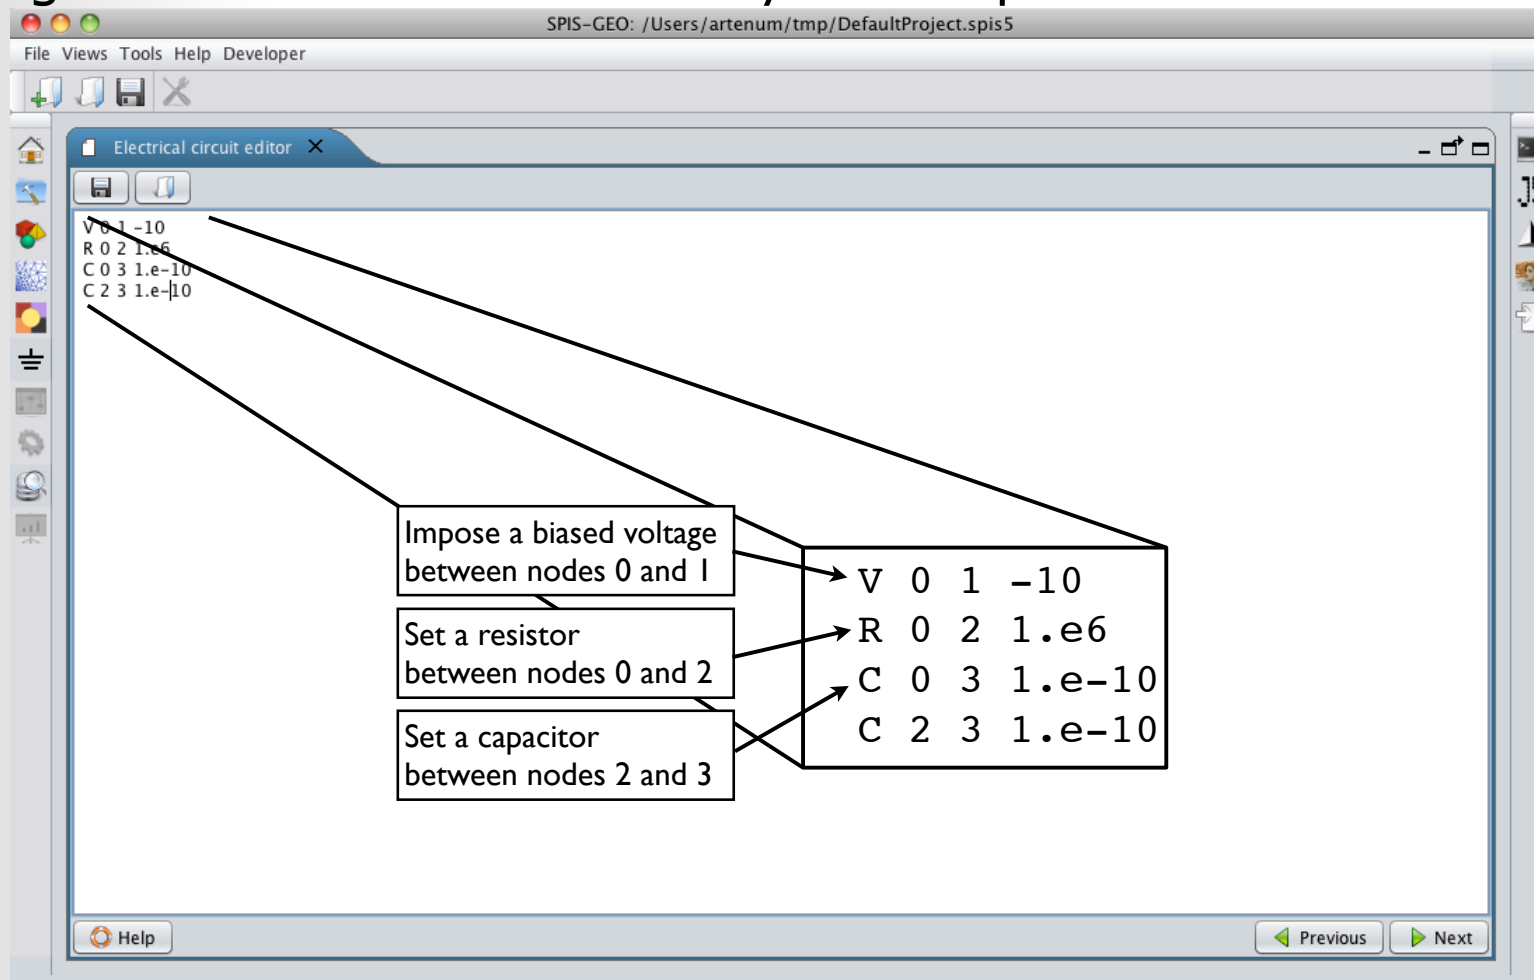 SPIS-GEO: /Users/artenum/tmp/DefaultProject.spis5
File Views Tools Help Developer
Electrical circuit editor
V 0 1 -10
R 0 2 1.e6
C 0 3 1.e-10
C 2 3 1.e-10
Impose a biased voltage
between nodes 0 and 1
Set a resistor
between nodes 0 and 2
Set a capacitor
between nodes 2 and 3
V 0 1 -10
R 0 2 1.e6
C 0 3 1.e-10
C 2 3 1.e-10
Help
Previous
Next